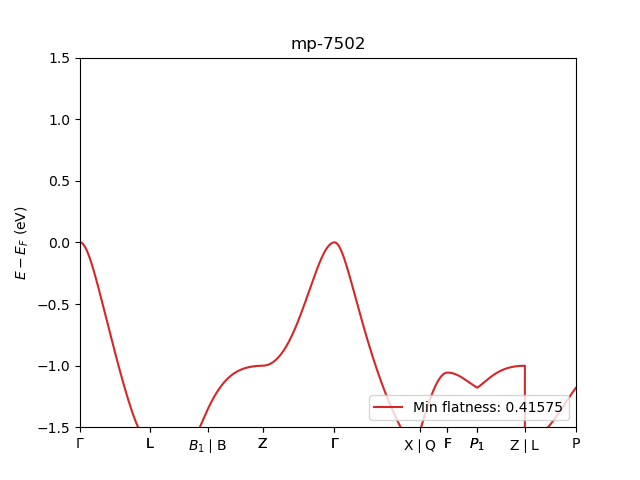 mp-7502
1.5
1.0
0.5
0.0
−0.5
−1.0
−1.5
E − E_F (eV)
Min flatness: 0.41575
Γ L B₁ | B Z Γ X | Q F P₁ Z | L P